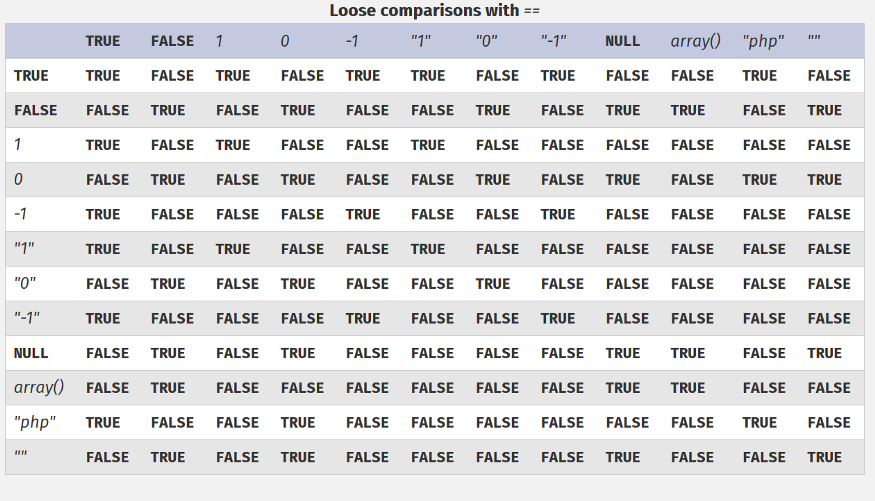 Loose comparisons with ==
TRUE FALSE 1 0 -1 "1" "0" "-1" NULL array() "php" ""
TRUE TRUE FALSE TRUE FALSE TRUE TRUE FALSE TRUE FALSE FALSE TRUE FALSE
FALSE FALSE TRUE FALSE TRUE FALSE FALSE TRUE FALSE TRUE TRUE FALSE TRUE
1 TRUE FALSE TRUE FALSE FALSE TRUE FALSE FALSE FALSE FALSE FALSE FALSE
0 FALSE TRUE FALSE TRUE FALSE FALSE TRUE FALSE TRUE FALSE TRUE TRUE
-1 TRUE FALSE FALSE FALSE TRUE FALSE FALSE TRUE FALSE FALSE FALSE FALSE
"1" TRUE FALSE TRUE FALSE FALSE TRUE FALSE FALSE FALSE FALSE FALSE FALSE
"0" FALSE TRUE FALSE TRUE FALSE FALSE TRUE FALSE FALSE FALSE FALSE FALSE
"-1" TRUE FALSE FALSE FALSE TRUE FALSE FALSE TRUE FALSE FALSE FALSE FALSE
NULL FALSE TRUE FALSE TRUE FALSE FALSE FALSE FALSE TRUE TRUE FALSE TRUE
array() FALSE TRUE FALSE FALSE FALSE FALSE FALSE FALSE TRUE TRUE FALSE FALSE
"php" TRUE FALSE FALSE TRUE FALSE FALSE FALSE FALSE FALSE FALSE TRUE FALSE
"" FALSE TRUE FALSE TRUE FALSE FALSE FALSE FALSE TRUE FALSE FALSE TRUE